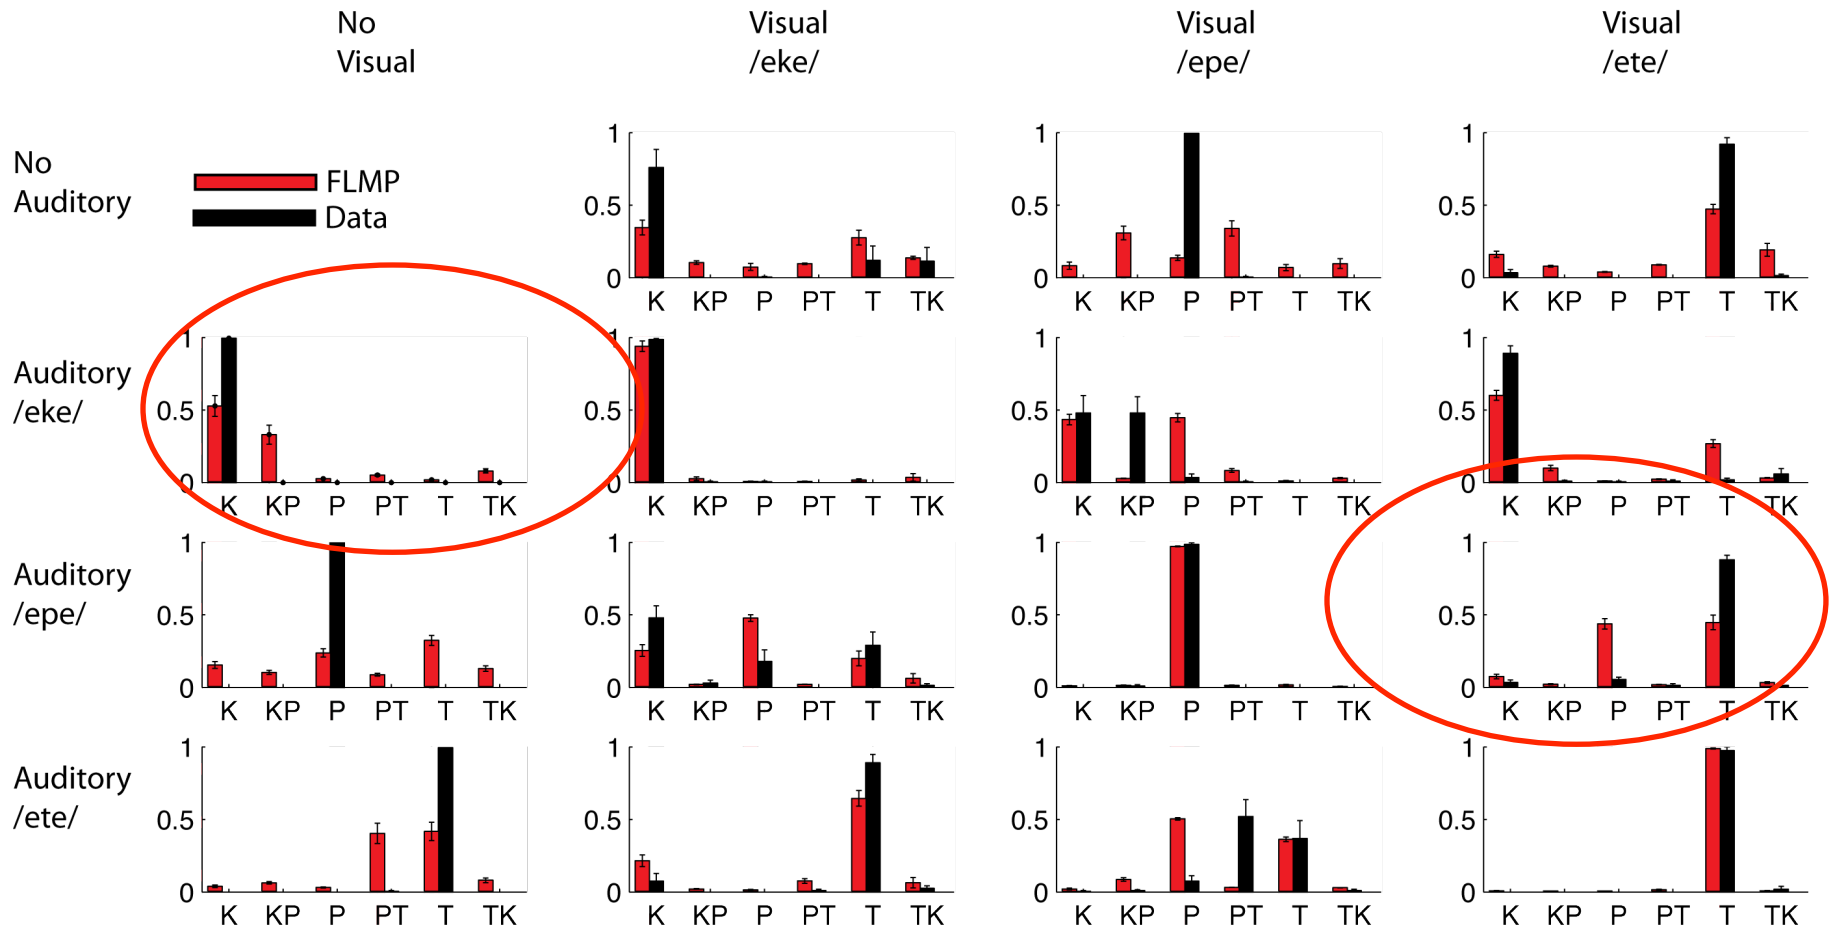 No
Visual
Visual
/eke/
Visual
/epe/
Visual
/ete/
No
Auditory
FLMP
Data
1
0.5
0
K KP P PT T TK
1
0.5
0
K KP P PT T TK
1
0.5
0
K KP P PT T TK
Auditory
/eke/
1
0.5
0
K KP P PT T TK
1
0.5
0
K KP P PT T TK
1
0.5
0
K KP P PT T TK
1
0.5
0
K KP P PT T TK
Auditory
/epe/
1
0.5
0
K KP P PT T TK
1
0.5
0
K KP P PT T TK
1
0.5
0
K KP P PT T TK
1
0.5
0
K KP P PT T TK
Auditory
/ete/
1
0.5
0
K KP P PT T TK
1
0.5
0
K KP P PT T TK
1
0.5
0
K KP P PT T TK
1
0.5
0
K KP P PT T TK